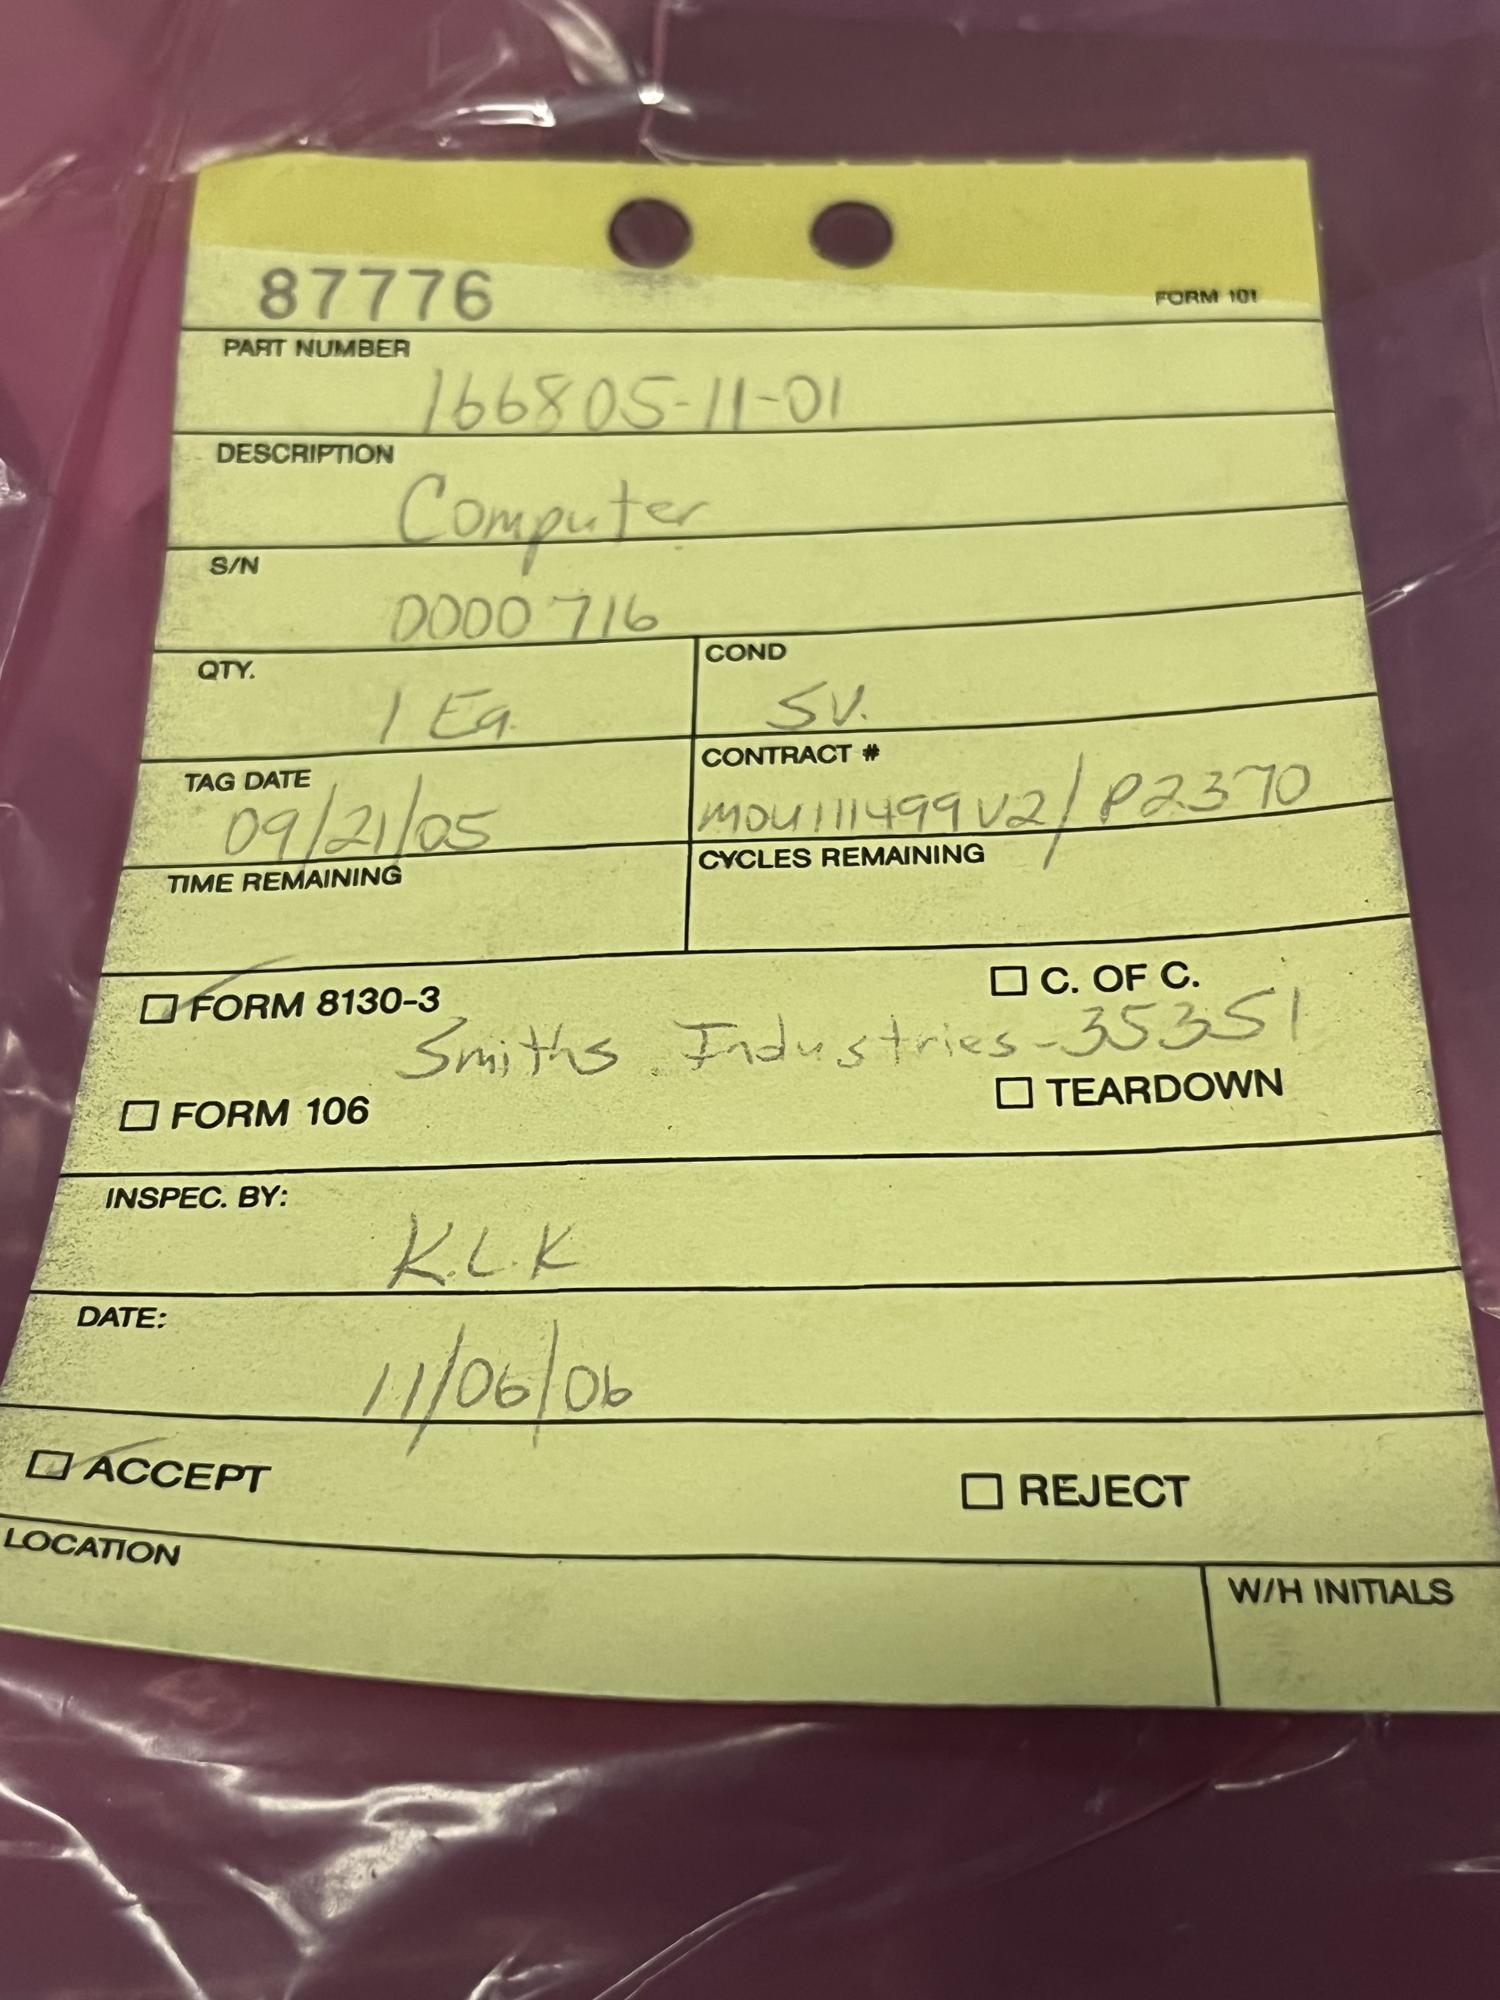 87776
FORM 101
PART NUMBER
166805-11-01
DESCRIPTION
Computer
S/N
D000716
QTY.
1 Ea.
COND
SV.
TAG DATE
09/21/05
CONTRACT #
MOU111499V2/P2370
TIME REMAINING
CYCLES REMAINING
FORM 8130-3
C. OF C.
Smiths Industries-35351
FORM 106
TEARDOWN
INSPEC. BY:
K.L.K
DATE:
11/06/06
ACCEPT
REJECT
LOCATION
W/H INITIALS